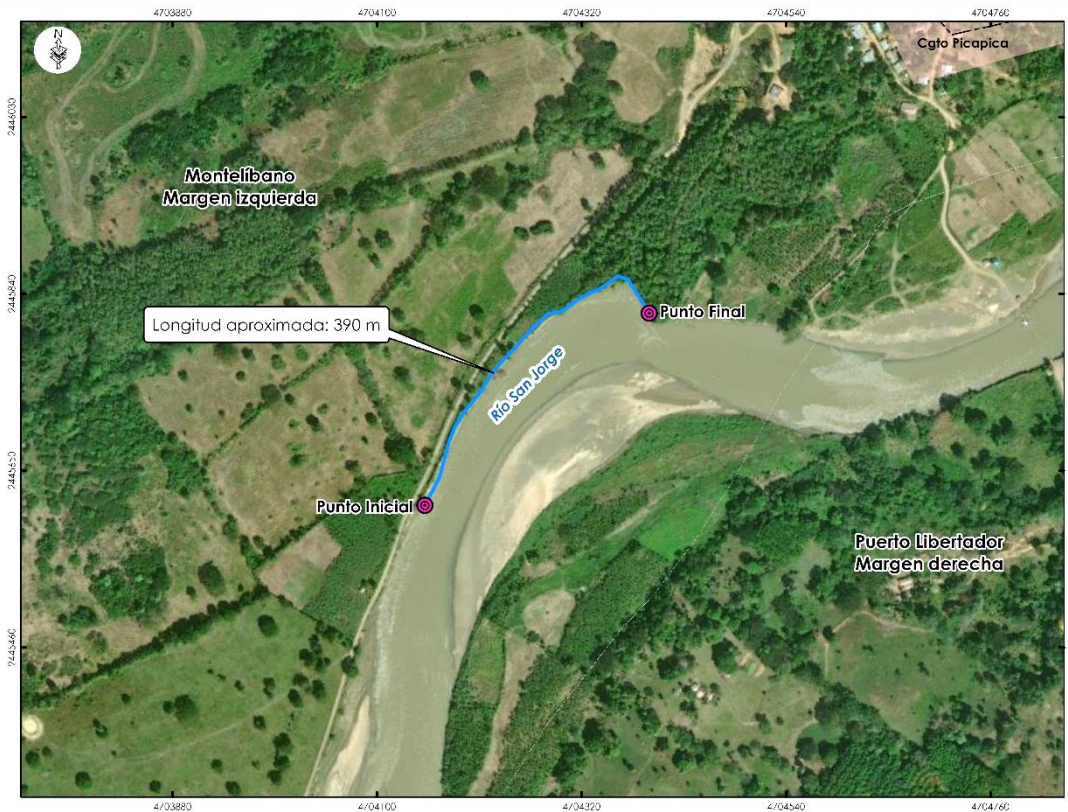 4703880
4704100
4704320
4704540
4704760
N
Cgto Picapica
2446030
Montelíbano
Margen izquierda
2445840
Punto Final
Longitud aproximada: 390 m
Río San Jorge
2445650
Punto Inicial
Puerto Libertador
Margen derecha
2445460
4703880
4704100
4704320
4704540
4704760